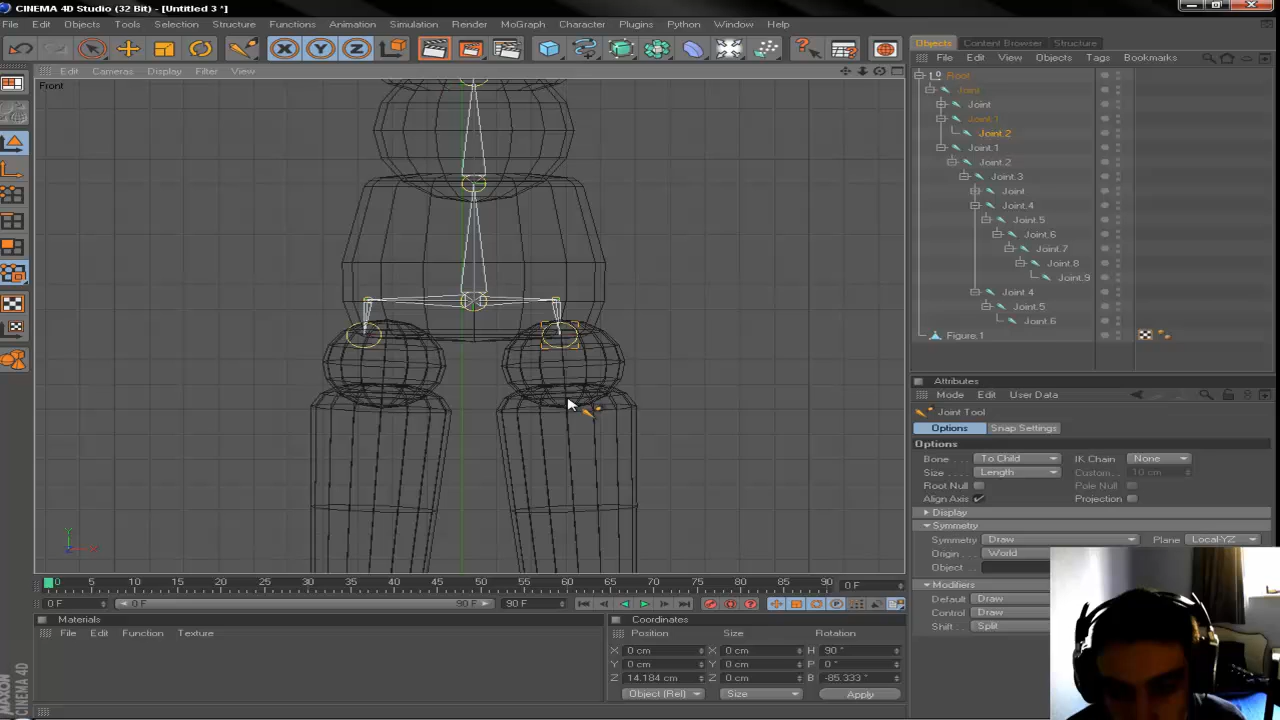 CINEMA 4D Studio (32 Bit) - [Untitled 3 *]
File Edit Objects Tools Selection Structure Functions Animation Simulation Render MoGraph Character Plugins Python Window Help
Objects Content Browser Structure
File Edit View Objects Tags Bookmarks
Edit Cameras Display Filter View
Front
Root
Joint
Joint
Joint.1
Joint.2
Joint.1
Joint.2
Joint.3
Joint
Joint.4
Joint.5
Joint.6
Joint.7
Joint.8
Joint.9
Joint.4
Joint.5
Joint.6
Figure.1
Attributes
Mode Edit User Data
Joint Tool
Options Snap Settings
Options
Bone To Child IK Chain None
Size Length Custom 10 cm
Root Null Pole Null
Align Axis Projection
Display
Symmetry
Symmetry Draw Plane Local-YZ
Origin World
Object
Modifiers
Default Draw
Control Draw
Shift Split
0 5 10 15 20 25 30 35 40 45 50 55 60 65 70 75 80 85 90 0 F
0 F 0 F 90 F 90 F
Materials
File Edit Function Texture
Coordinates
Position Size Rotation
X 0 cm X 0 cm H 90 °
Y 0 cm Y 0 cm P 0 °
Z 14.184 cm Z 0 cm B -85.333 °
Object (Rel) Size Apply
MAXON
CINEMA 4D